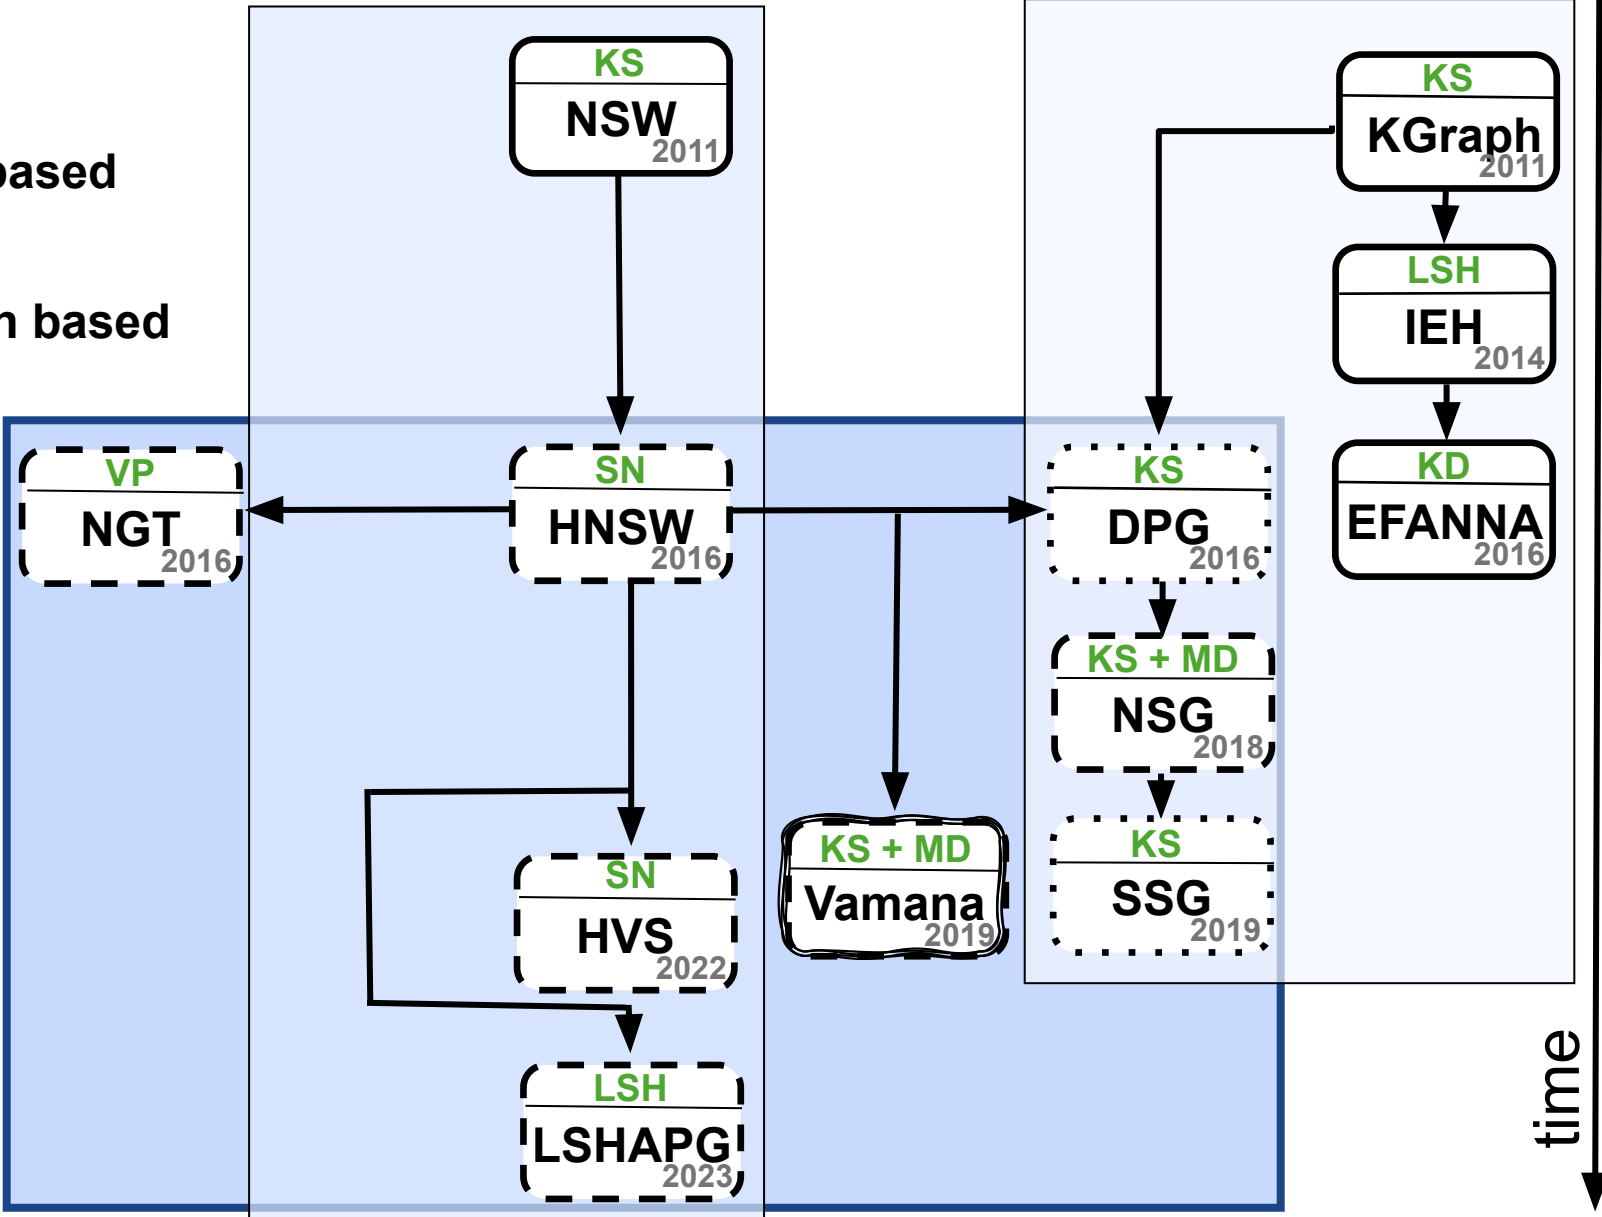 KS
NSW
2011
KS
KGraph
2011
based
LSH
IEH
2014
n based
VP
NGT
2016
SN
HNSW
2016
KS
DPG
2016
KD
EFANNA
2016
KS + MD
NSG
2018
KS + MD
Vamana
2019
KS
SSG
2019
SN
HVS
2022
LSH
LSHAPG
2023
time